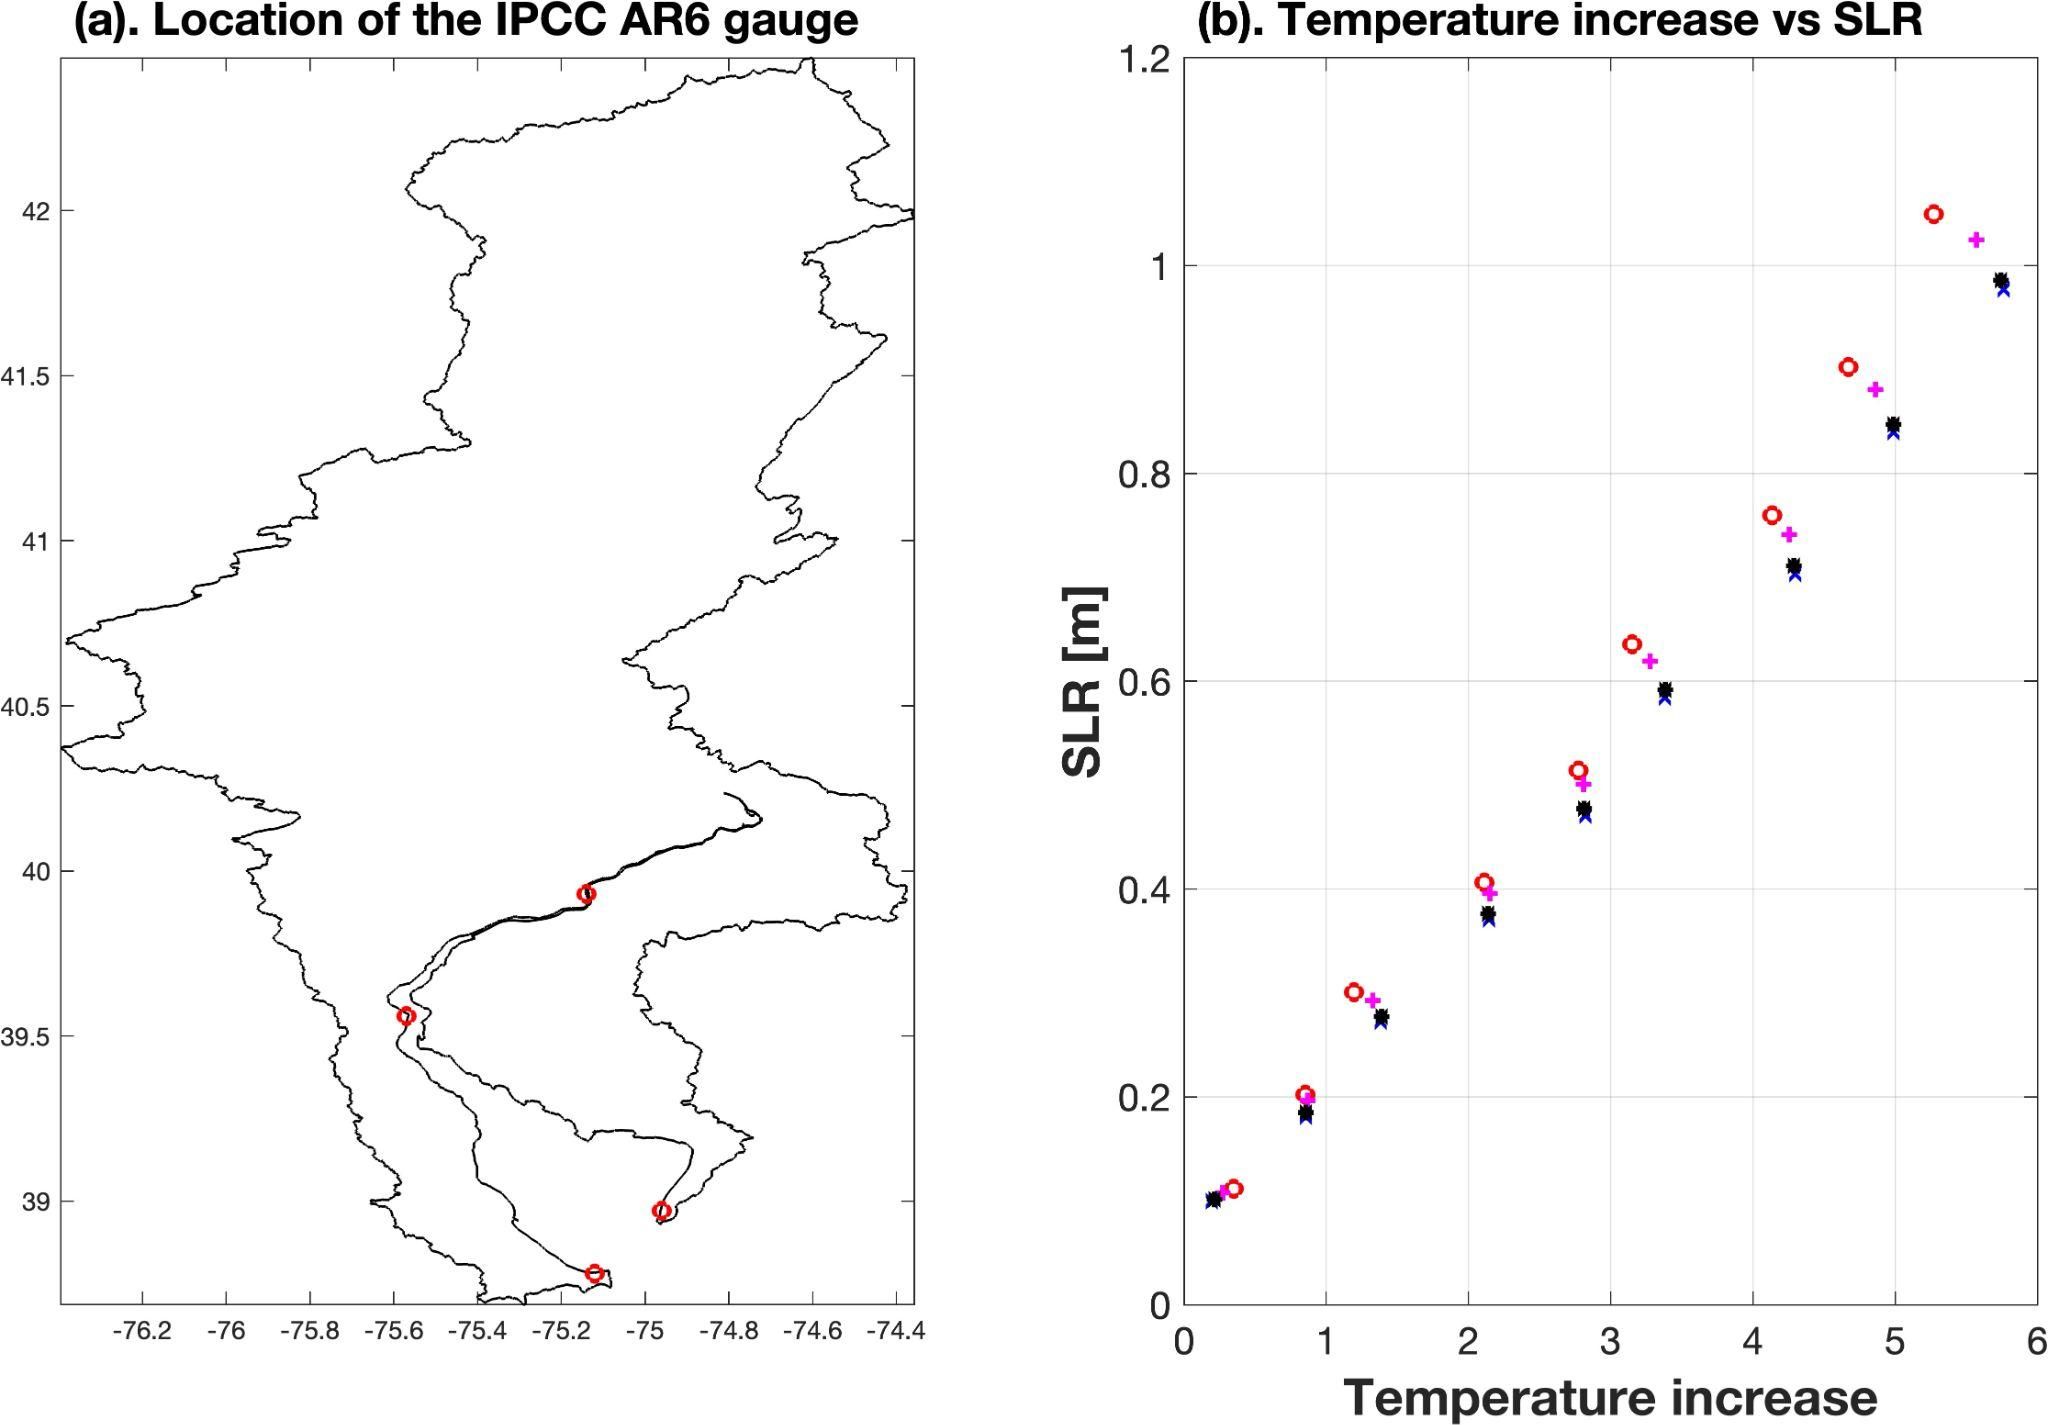 (a). Location of the IPCC AR6 gauge
42
41.5
41
40.5
40
39.5
39
-76.2 -76 -75.8 -75.6 -75.4 -75.2 -75 -74.8 -74.6 -74.4
(b). Temperature increase vs SLR
1.2
1
0.8
0.6
0.4
0.2
0
SLR [m]
0 1 2 3 4 5 6
Temperature increase